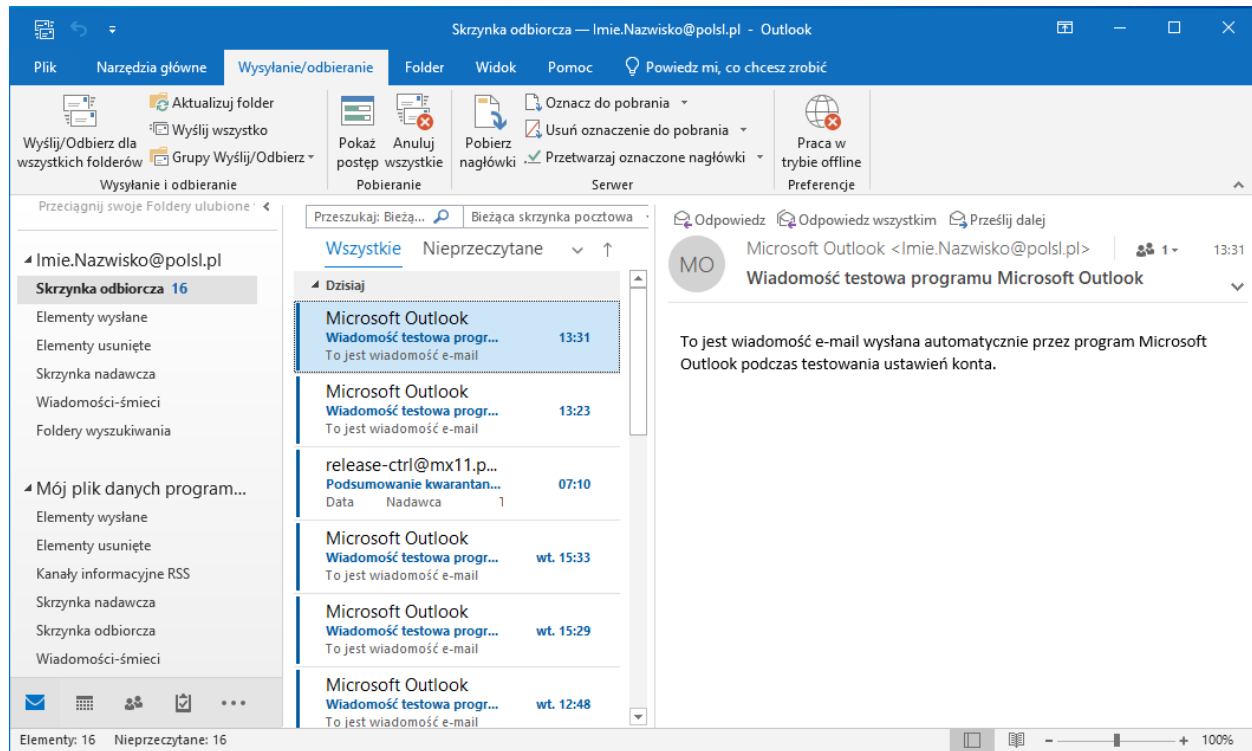 Skrzynka odbiorcza — Imie.Nazwisko@polsl.pl - Outlook
Plik Narzędzia główne Wysyłanie/odbieranie Folder Widok Pomoc Powiedz mi, co chcesz zrobić
Wyślij/Odbierz dla
wszystkich folderów
Aktualizuj folder
Wyślij wszystko
Grupy Wyślij/Odbierz
Wysyłanie i odbieranie
Pokaż
postęp
Anuluj
wszystkie
Pobieranie
Pobierz
nagłówki
Oznacz do pobrania
Usuń oznaczenie do pobrania
Przetwarzaj oznaczone nagłówki
Serwer
Praca w
trybie offline
Preferencje
Przeciągnij swoje Foldery ulubione
Imie.Nazwisko@polsl.pl
Skrzynka odbiorcza 16
Elementy wysłane
Elementy usunięte
Skrzynka nadawcza
Wiadomości-śmieci
Foldery wyszukiwania
Mój plik danych program...
Elementy wysłane
Elementy usunięte
Kanały informacyjne RSS
Skrzynka nadawcza
Skrzynka odbiorcza
Wiadomości-śmieci
Przeszukaj: Bieżą... Bieżąca skrzynka pocztowa
Wszystkie Nieprzeczytane
Dzisiaj
Microsoft Outlook
Wiadomość testowa progr... 13:31
To jest wiadomość e-mail
Microsoft Outlook
Wiadomość testowa progr... 13:23
To jest wiadomość e-mail
release-ctrl@mx11.p...
Podsumowanie kwarantan... 07:10
Data Nadawca
Microsoft Outlook
Wiadomość testowa progr... wt. 15:33
To jest wiadomość e-mail
Microsoft Outlook
Wiadomość testowa progr... wt. 15:29
To jest wiadomość e-mail
Microsoft Outlook
Wiadomość testowa progr... wt. 12:48
To jest wiadomość e-mail
Odpowiedz Odpowiedz wszystkim Prześlij dalej
MO
Microsoft Outlook <Imie.Nazwisko@polsl.pl> 1 13:31
Wiadomość testowa programu Microsoft Outlook
To jest wiadomość e-mail wysłana automatycznie przez program Microsoft
Outlook podczas testowania ustawień konta.
Elementy: 16 Nieprzeczytane: 16
100%